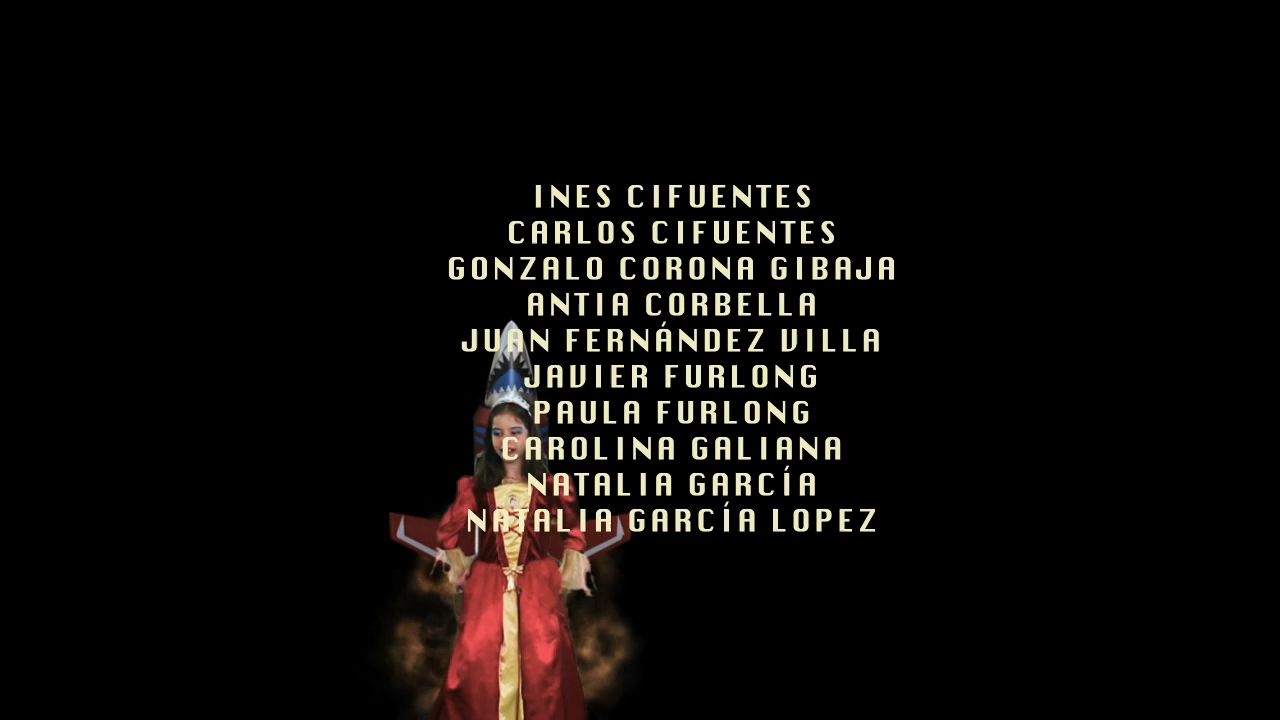 INES CIFUENTES
CARLOS CIFUENTES
GONZALO CORONA GIBAJA
ANTIA CORBELLA
JUAN FERNÁNDEZ VILLA
JAVIER FURLONG
PAULA FURLONG
CAROLINA GALIANA
NATALIA GARCÍA
NATALIA GARCÍA LOPEZ